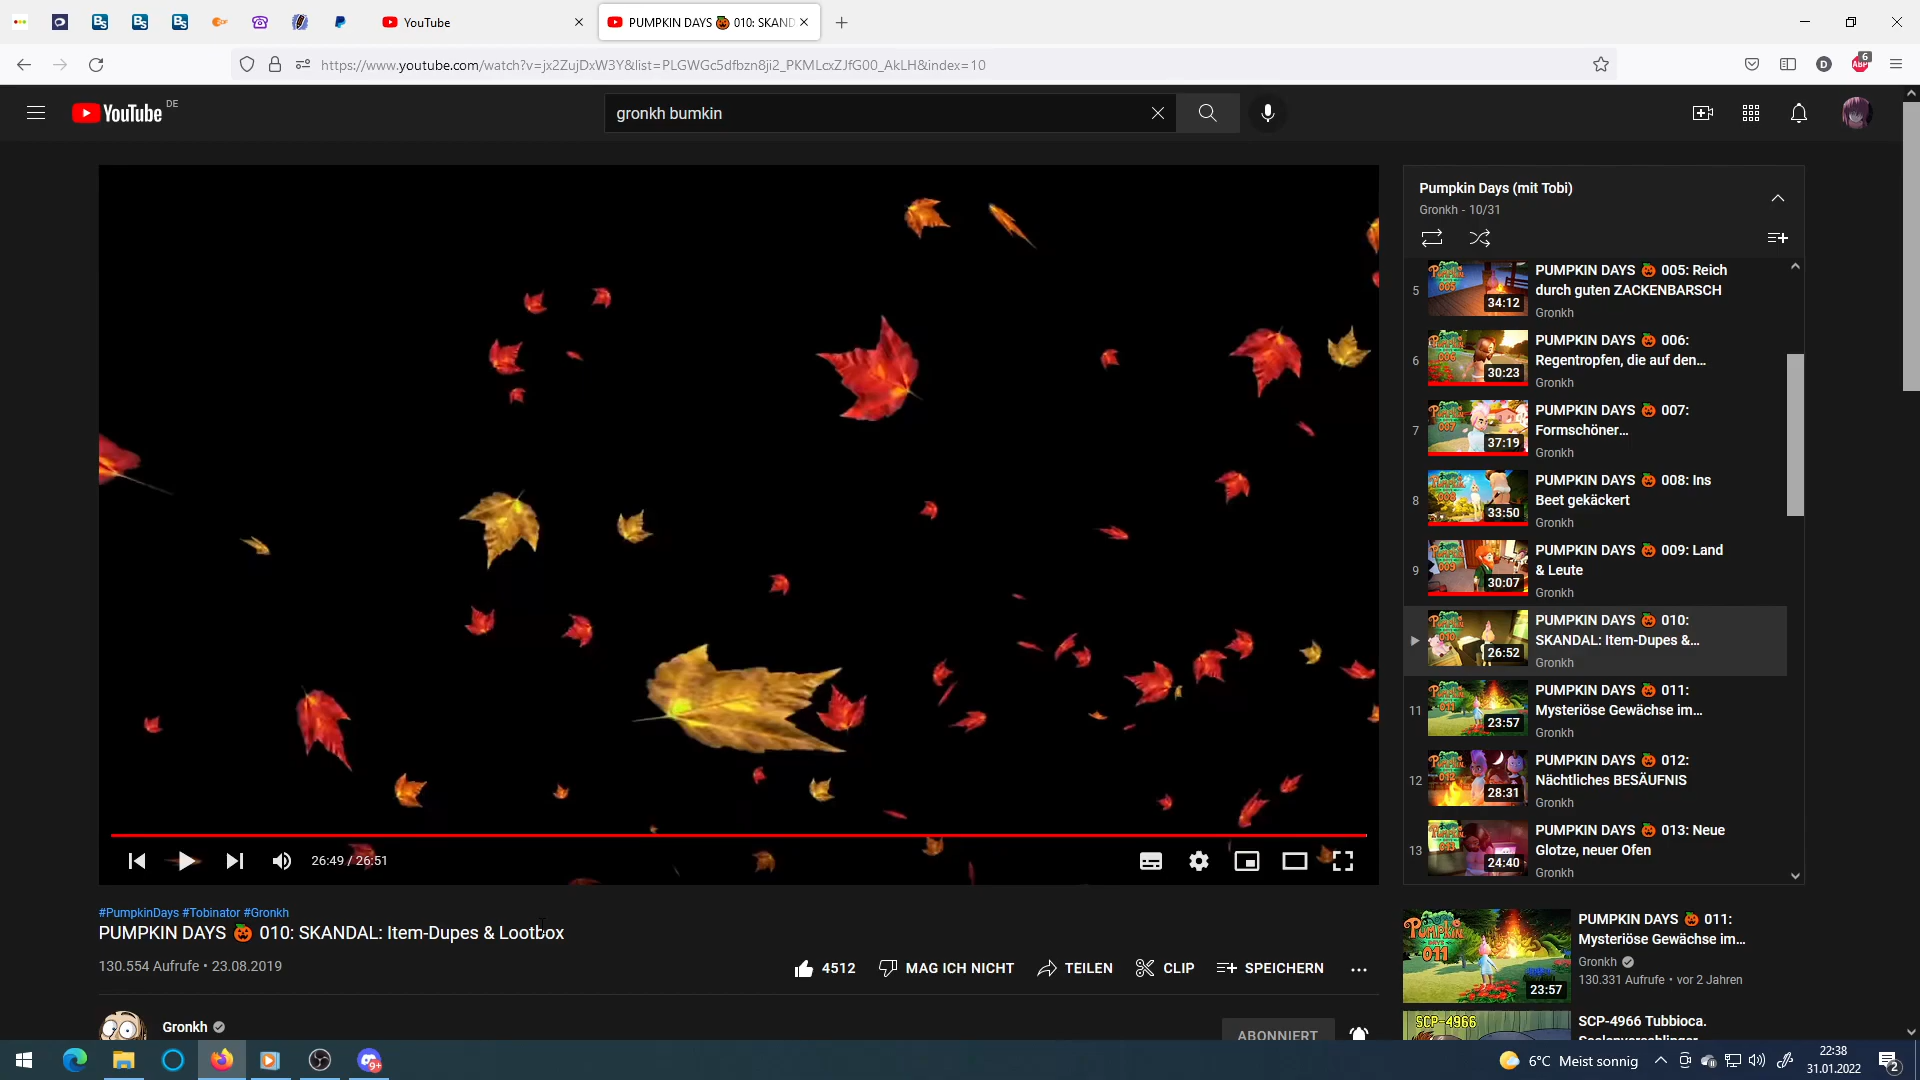 YouTube
PUMPKIN DAYS 🎃 010: SKAND
https://www.youtube.com/watch?v=jx2ZujDxW3Y&list=PLGWGc5dfbzn8ji2_PKMLcxZJfG00_AkLH&index=10
D
ABP
6
YouTube DE
gronkh bumkin
Pumpkin Days (mit Tobi)
Gronkh - 10/31
5
34:12
PUMPKIN DAYS 🎃 005: Reich
durch guten ZACKENBARSCH
Gronkh
6
30:23
PUMPKIN DAYS 🎃 006:
Regentropfen, die auf den...
Gronkh
7
37:19
PUMPKIN DAYS 🎃 007:
Formschöner...
Gronkh
8
33:50
PUMPKIN DAYS 🎃 008: Ins
Beet gekäckert
Gronkh
9
30:07
PUMPKIN DAYS 🎃 009: Land
& Leute
Gronkh
26:52
PUMPKIN DAYS 🎃 010:
SKANDAL: Item-Dupes &...
Gronkh
11
23:57
PUMPKIN DAYS 🎃 011:
Mysteriöse Gewächse im...
Gronkh
12
28:31
PUMPKIN DAYS 🎃 012:
Nächtliches BESÄUFNIS
Gronkh
13
24:40
PUMPKIN DAYS 🎃 013: Neue
Glotze, neuer Ofen
Gronkh
26:49 / 26:51
#PumpkinDays #Tobinator #Gronkh
PUMPKIN DAYS 🎃 010: SKANDAL: Item-Dupes & Lootbox
130.554 Aufrufe • 23.08.2019
4512 MAG ICH NICHT TEILEN CLIP SPEICHERN
Gronkh
ABONNIERT
PUMPKIN DAYS 011
23:57
PUMPKIN DAYS 🎃 011:
Mysteriöse Gewächse im...
Gronkh
130.331 Aufrufe • vor 2 Jahren
SCP-4966
SCP-4966 Tubbioca.
6°C Meist sonnig
22:38
31.01.2022
2
9+